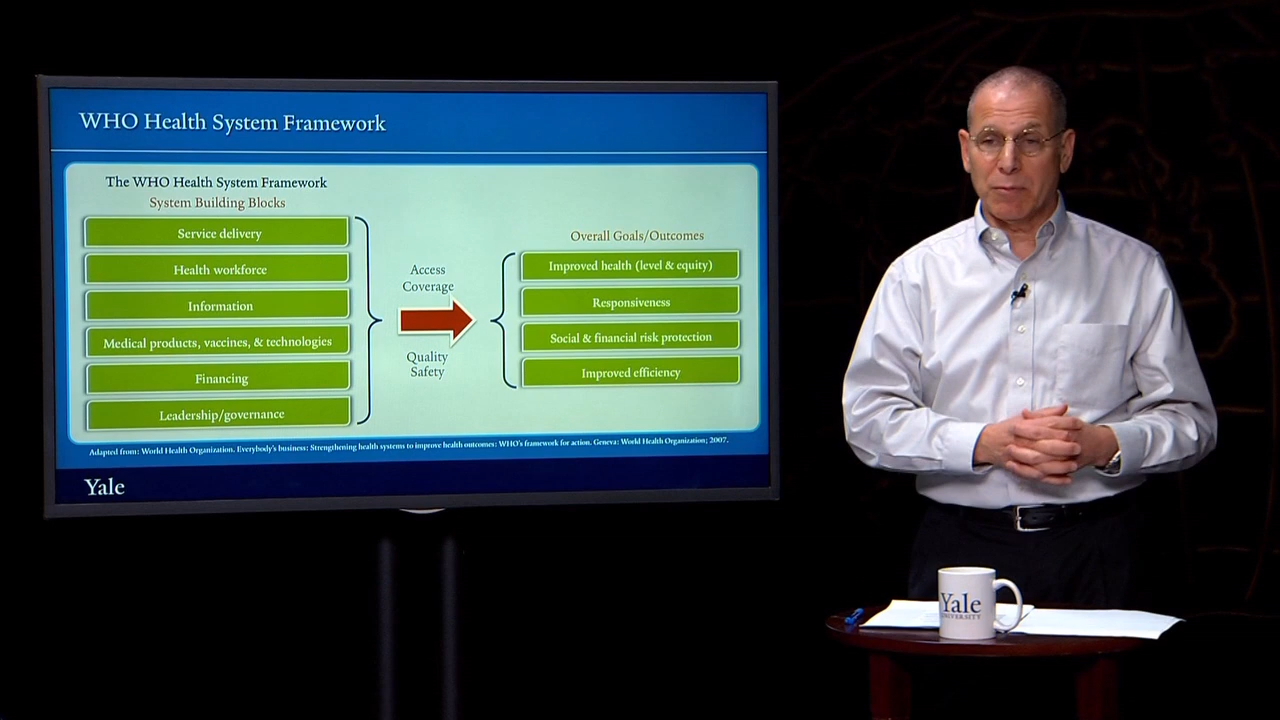 WHO Health System Framework
The WHO Health System Framework
System Building Blocks
Service delivery
Health workforce
Information
Medical products, vaccines, & technologies
Financing
Leadership/governance
Access
Coverage
Quality
Safety
Overall Goals/Outcomes
Improved health (level & equity)
Responsiveness
Social & financial risk protection
Improved efficiency
Adapted from: World Health Organization. Everybody's business: Strengthening health systems to improve health outcomes: WHO's framework for action. Geneva: World Health Organization; 2007.
Yale
Yale
UNIVERSITY